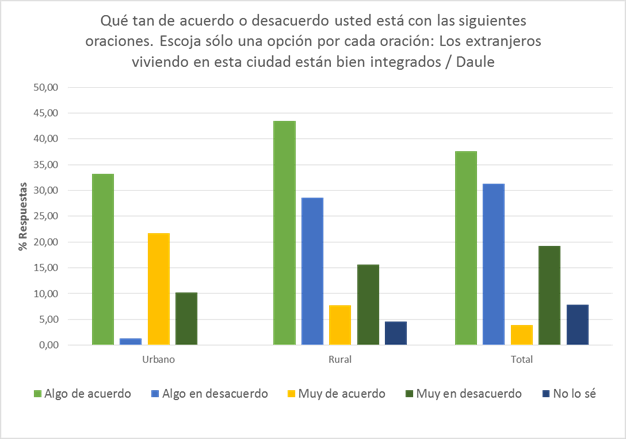 Qué tan de acuerdo o desacuerdo usted está con las siguientes
oraciones. Escoja sólo una opción por cada oración: Los extranjeros
viviendo en esta ciudad están bien integrados / Daule
50,00
45,00
40,00
35,00
30,00
25,00
20,00
15,00
10,00
5,00
0,00
% Respuestas
Urbano Rural Total
Algo de acuerdo Algo en desacuerdo Muy de acuerdo Muy en desacuerdo No lo sé